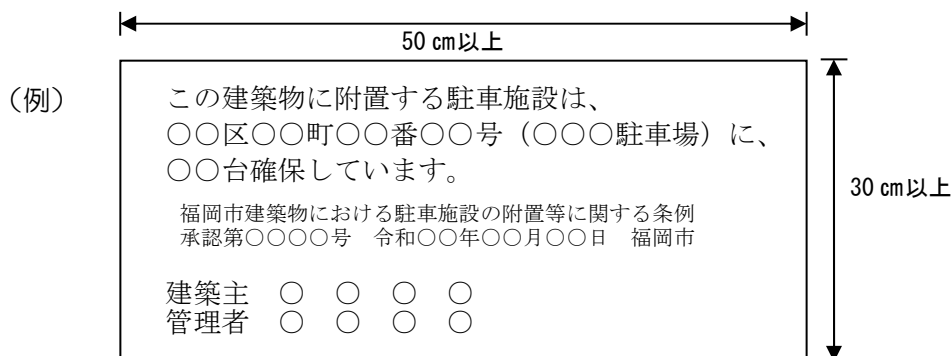 50 ㎝以上
（例）
この建築物に附置する駐車施設は、
○○区○○町○○番○○号（○○○駐車場）に、
○○台確保しています。
福岡市建築物における駐車施設の附置等に関する条例
承認第○○○○号　令和○○年○○月○○日　福岡市
30 ㎝以上
建築主　○　○　○　○
管理者　○　○　○　○